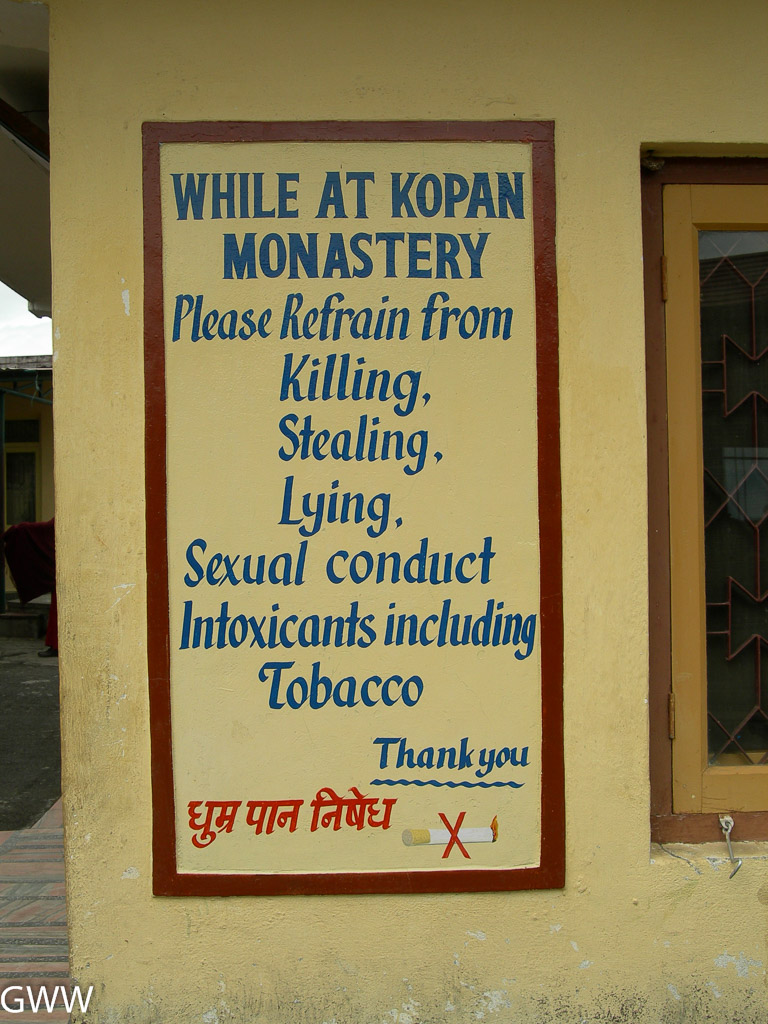 WHILE AT KOPAN
MONASTERY
Please Refrain from
Killing,
Stealing,
Lying,
Sexual conduct
Intoxicants including
Tobacco
Thank you
धुम्र पान निषेध
X
GWW